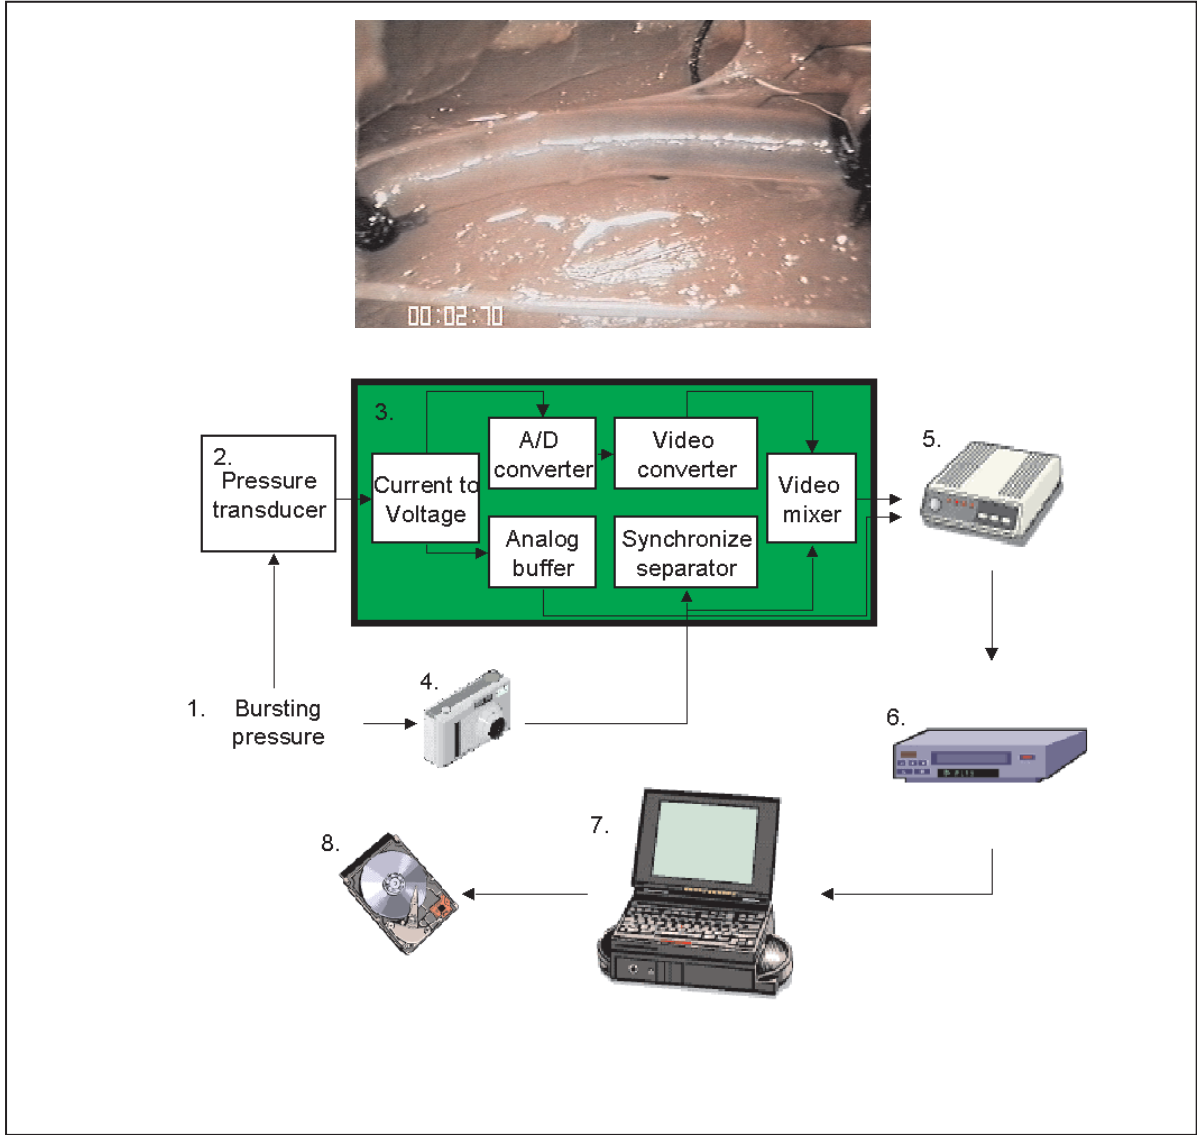 00:02:70
3.
A/D
converter
Video
converter
5.
2.
Pressure
transducer
Current to
Voltage
Video
mixer
Analog
buffer
Synchronize
separator
4.
1. Bursting
pressure
6.
7.
8.